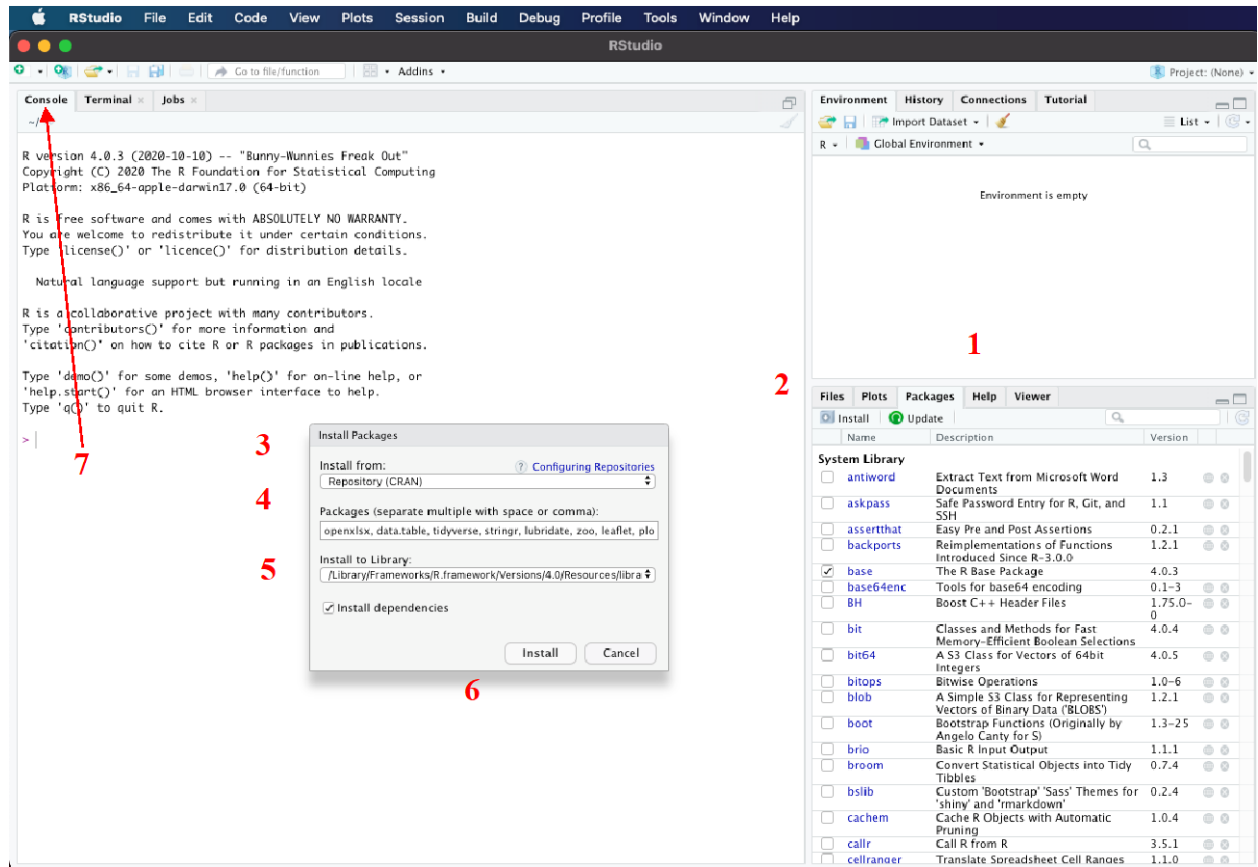 RStudio File Edit Code View Plots Session Build Debug Profile Tools Window Help
RStudio
Go to file/function Addins Project: (None)
Console Terminal Jobs
~/
R version 4.0.3 (2020-10-10) -- "Bunny-Wunnies Freak Out"
Copyright (C) 2020 The R Foundation for Statistical Computing
Platform: x86_64-apple-darwin17.0 (64-bit)
R is free software and comes with ABSOLUTELY NO WARRANTY.
You are welcome to redistribute it under certain conditions.
Type 'license()' or 'licence()' for distribution details.
Natural language support but running in an English locale
R is a collaborative project with many contributors.
Type 'contributors()' for more information and
'citation()' on how to cite R or R packages in publications.
Type 'demo()' for some demos, 'help()' for on-line help, or
'help.start()' for an HTML browser interface to help.
Type 'q()' to quit R.
>
7
3
4
5
6
Install Packages
Install from:
? Configuring Repositories
Repository (CRAN)
Packages (separate multiple with space or comma):
openxlsx, data.table, tidyverse, stringr, lubridate, zoo, leaflet, plo
Install to Library:
/Library/Frameworks/R.framework/Versions/4.0/Resources/libra
Install dependencies
Install Cancel
Environment History Connections Tutorial
Import Dataset List
R Global Environment
Environment is empty
1
2
Files Plots Packages Help Viewer
Install Update
Name Description Version
System Library
antiword Extract Text from Microsoft Word 1.3
Documents
askpass Safe Password Entry for R, Git, and 1.1
SSH
assertthat Easy Pre and Post Assertions 0.2.1
backports Reimplementations of Functions 1.2.1
Introduced Since R-3.0.0
base The R Base Package 4.0.3
base64enc Tools for base64 encoding 0.1-3
BH Boost C++ Header Files 1.75.0-
0
bit Classes and Methods for Fast 4.0.4
Memory-Efficient Boolean Selections
bit64 A S3 Class for Vectors of 64bit 4.0.5
Integers
bitops Bitwise Operations 1.0-6
blob A Simple S3 Class for Representing 1.2.1
Vectors of Binary Data ('BLOBS')
boot Bootstrap Functions (Originally by 1.3-25
Angelo Canty for S)
brio Basic R Input Output 1.1.1
broom Convert Statistical Objects into Tidy 0.7.4
Tibbles
bslib Custom 'Bootstrap' 'Sass' Themes for 0.2.4
'shiny' and 'rmarkdown'
cachem Cache R Objects with Automatic 1.0.4
Pruning
callr Call R from R 3.5.1
cellranger Translate Spreadsheet Cell Ranges 1.1.0